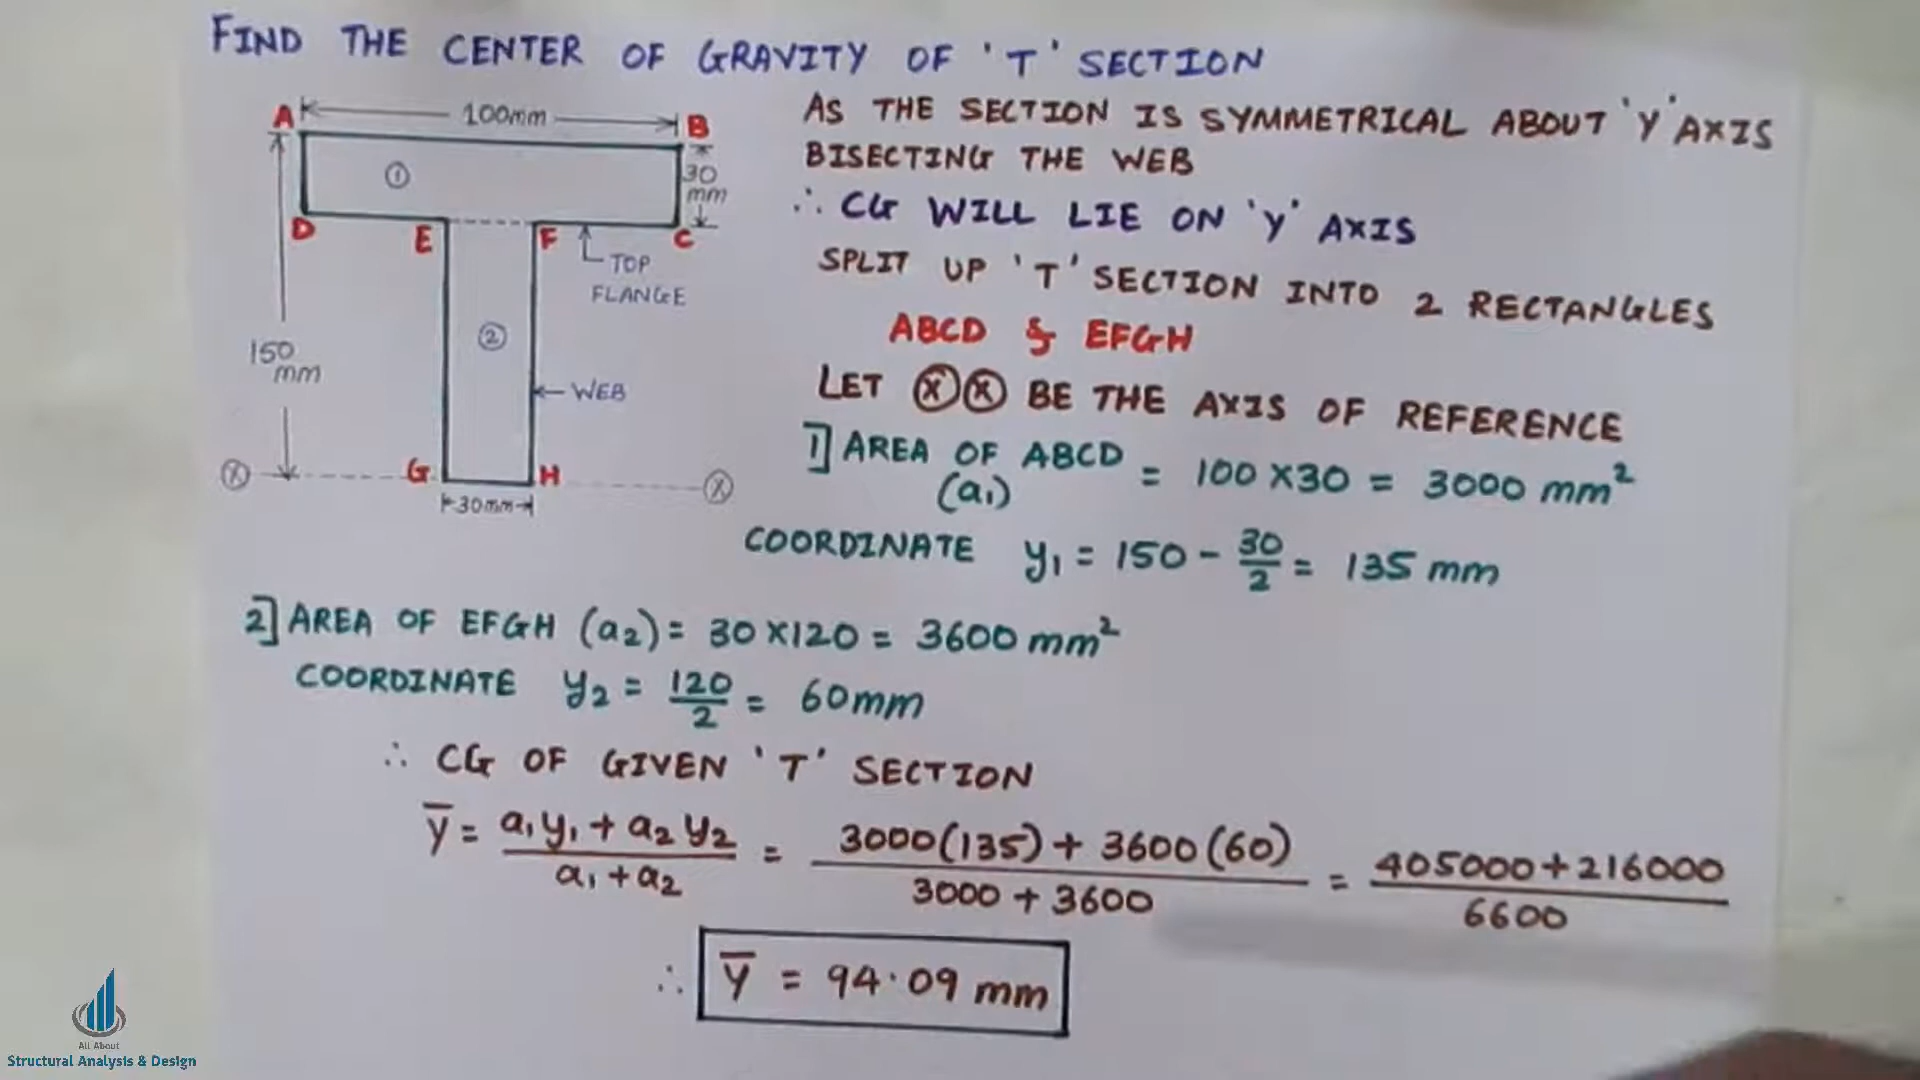 FIND THE CENTER OF GRAVITY OF 'T' SECTION
A 100mm B
① 30 mm
D E F C
TOP FLANGE
②
150 mm
WEB
Ⓧ G H Ⓧ
30mm
AS THE SECTION IS SYMMETRICAL ABOUT 'Y' AXIS
BISECTING THE WEB
∴ CG WILL LIE ON 'Y' AXIS
SPLIT UP 'T' SECTION INTO 2 RECTANGLES
ABCD & EFGH
LET ⓍⓍ BE THE AXIS OF REFERENCE
1] AREA OF ABCD (a₁) = 100 × 30 = 3000 mm²
COORDINATE y₁ = 150 - 30/2 = 135 mm
2] AREA OF EFGH (a₂) = 30 × 120 = 3600 mm²
COORDINATE y₂ = 120/2 = 60mm
∴ CG OF GIVEN 'T' SECTION
y̅ = a₁y₁ + a₂y₂ / a₁ + a₂ = 3000(135) + 3600(60) / 3000 + 3600 = 405000 + 216000 / 6600
∴ y̅ = 94.09 mm
All About
Structural Analysis & Design